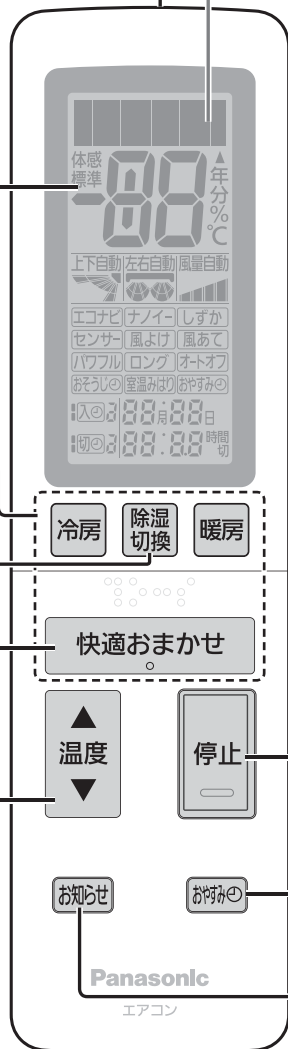 体感
標準
-88
年
分
%
℃
上下自動 左右自動 風量自動
エコナビ ナノイー しずか
センサー 風よけ 風あて
パワフル ロング オートオフ
おそうじ 室温みはり おやすみ
入 88月88日
切 88:8.8 時間 切
冷房 除湿切換 暖房
快適おまかせ
▲
温度
▼
停止
お知らせ おやすみ
Panasonic
エアコン